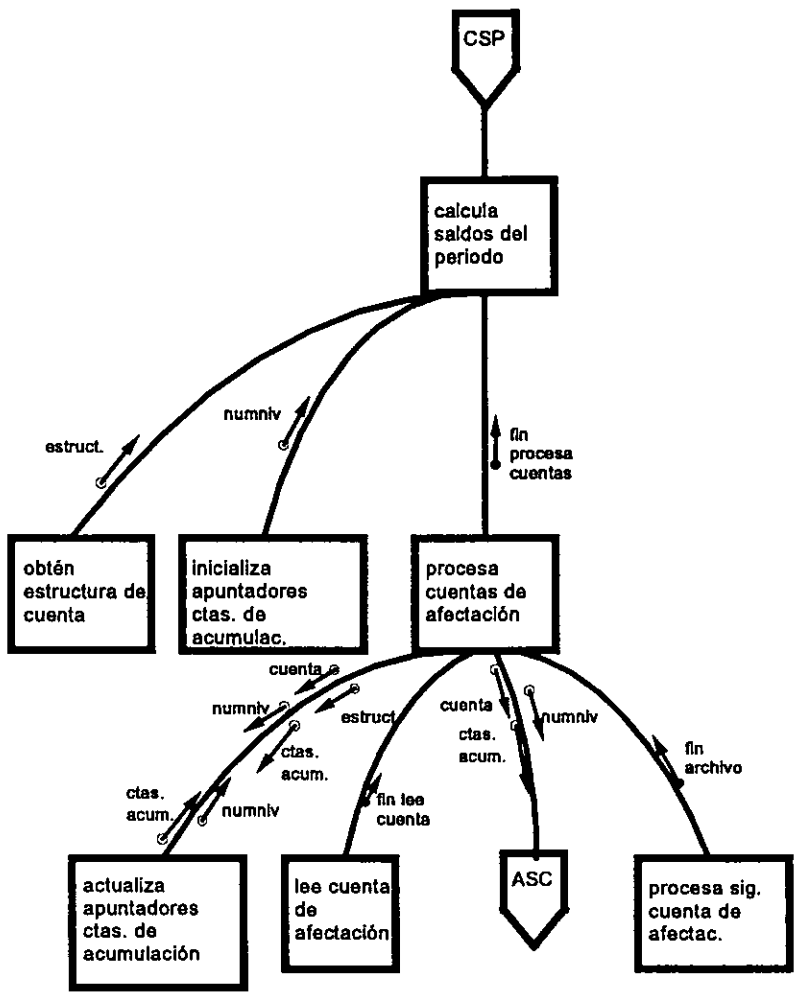 CSP
calcula
saldos del
periodo
numniv
estruct.
fin
procesa
cuentas
obtén
estructura de
cuenta
inicializa
apuntadores
ctas. de
acumulac.
procesa
cuentas de
afectación
cuenta
numniv
estruct.
ctas.
acum.
cuenta
ctas.
acum.
numniv
fin
archivo
ctas.
acum.
numniv
fin lee
cuenta
actualiza
apuntadores
ctas. de
acumulación
lee cuenta
de
afectación
ASC
procesa sig.
cuenta de
afectac.